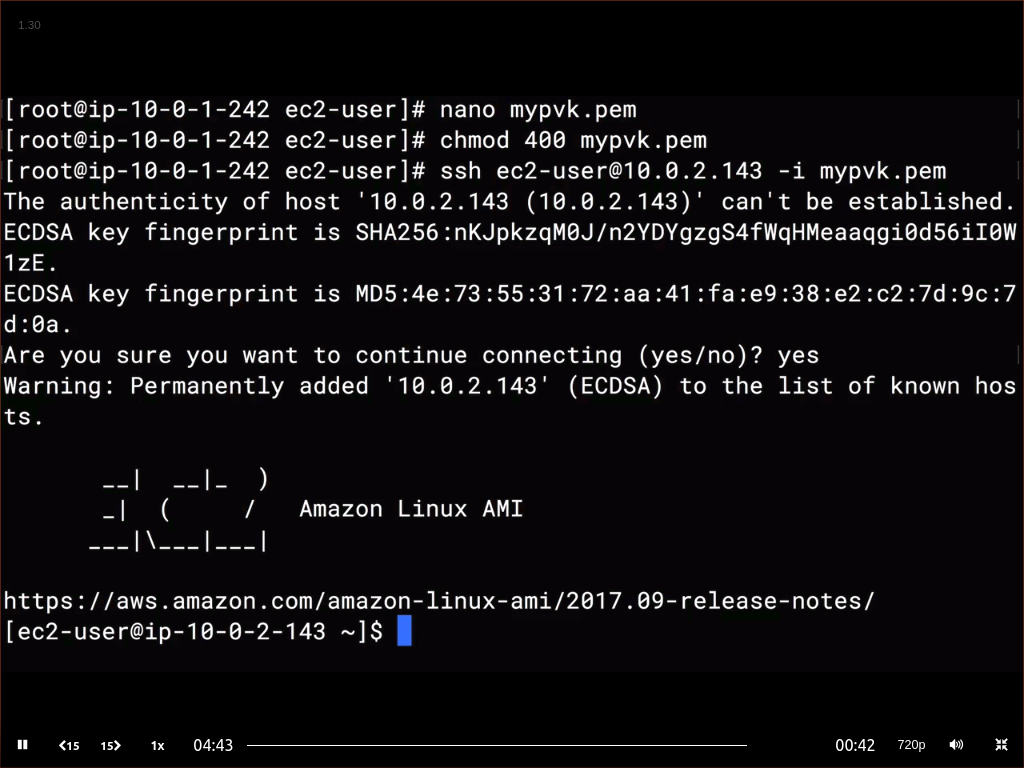 1.30
[root@ip-10-0-1-242 ec2-user]# nano mypvk.pem
[root@ip-10-0-1-242 ec2-user]# chmod 400 mypvk.pem
[root@ip-10-0-1-242 ec2-user]# ssh ec2-user@10.0.2.143 -i mypvk.pem
The authenticity of host '10.0.2.143 (10.0.2.143)' can't be established.
ECDSA key fingerprint is SHA256:nKJpkzqM0J/n2YDYgzgS4fWqHMeaaqgi0d56iI0W
1zE.
ECDSA key fingerprint is MD5:4e:73:55:31:72:aa:41:fa:e9:38:e2:c2:7d:9c:7
d:0a.
Are you sure you want to continue connecting (yes/no)? yes
Warning: Permanently added '10.0.2.143' (ECDSA) to the list of known hos
ts.
       __|  __|_  )
       _|  (     /   Amazon Linux AMI
      ___|\___|___|
https://aws.amazon.com/amazon-linux-ami/2017.09-release-notes/
[ec2-user@ip-10-0-2-143 ~]$
15 15 1x 04:43 00:42 720p